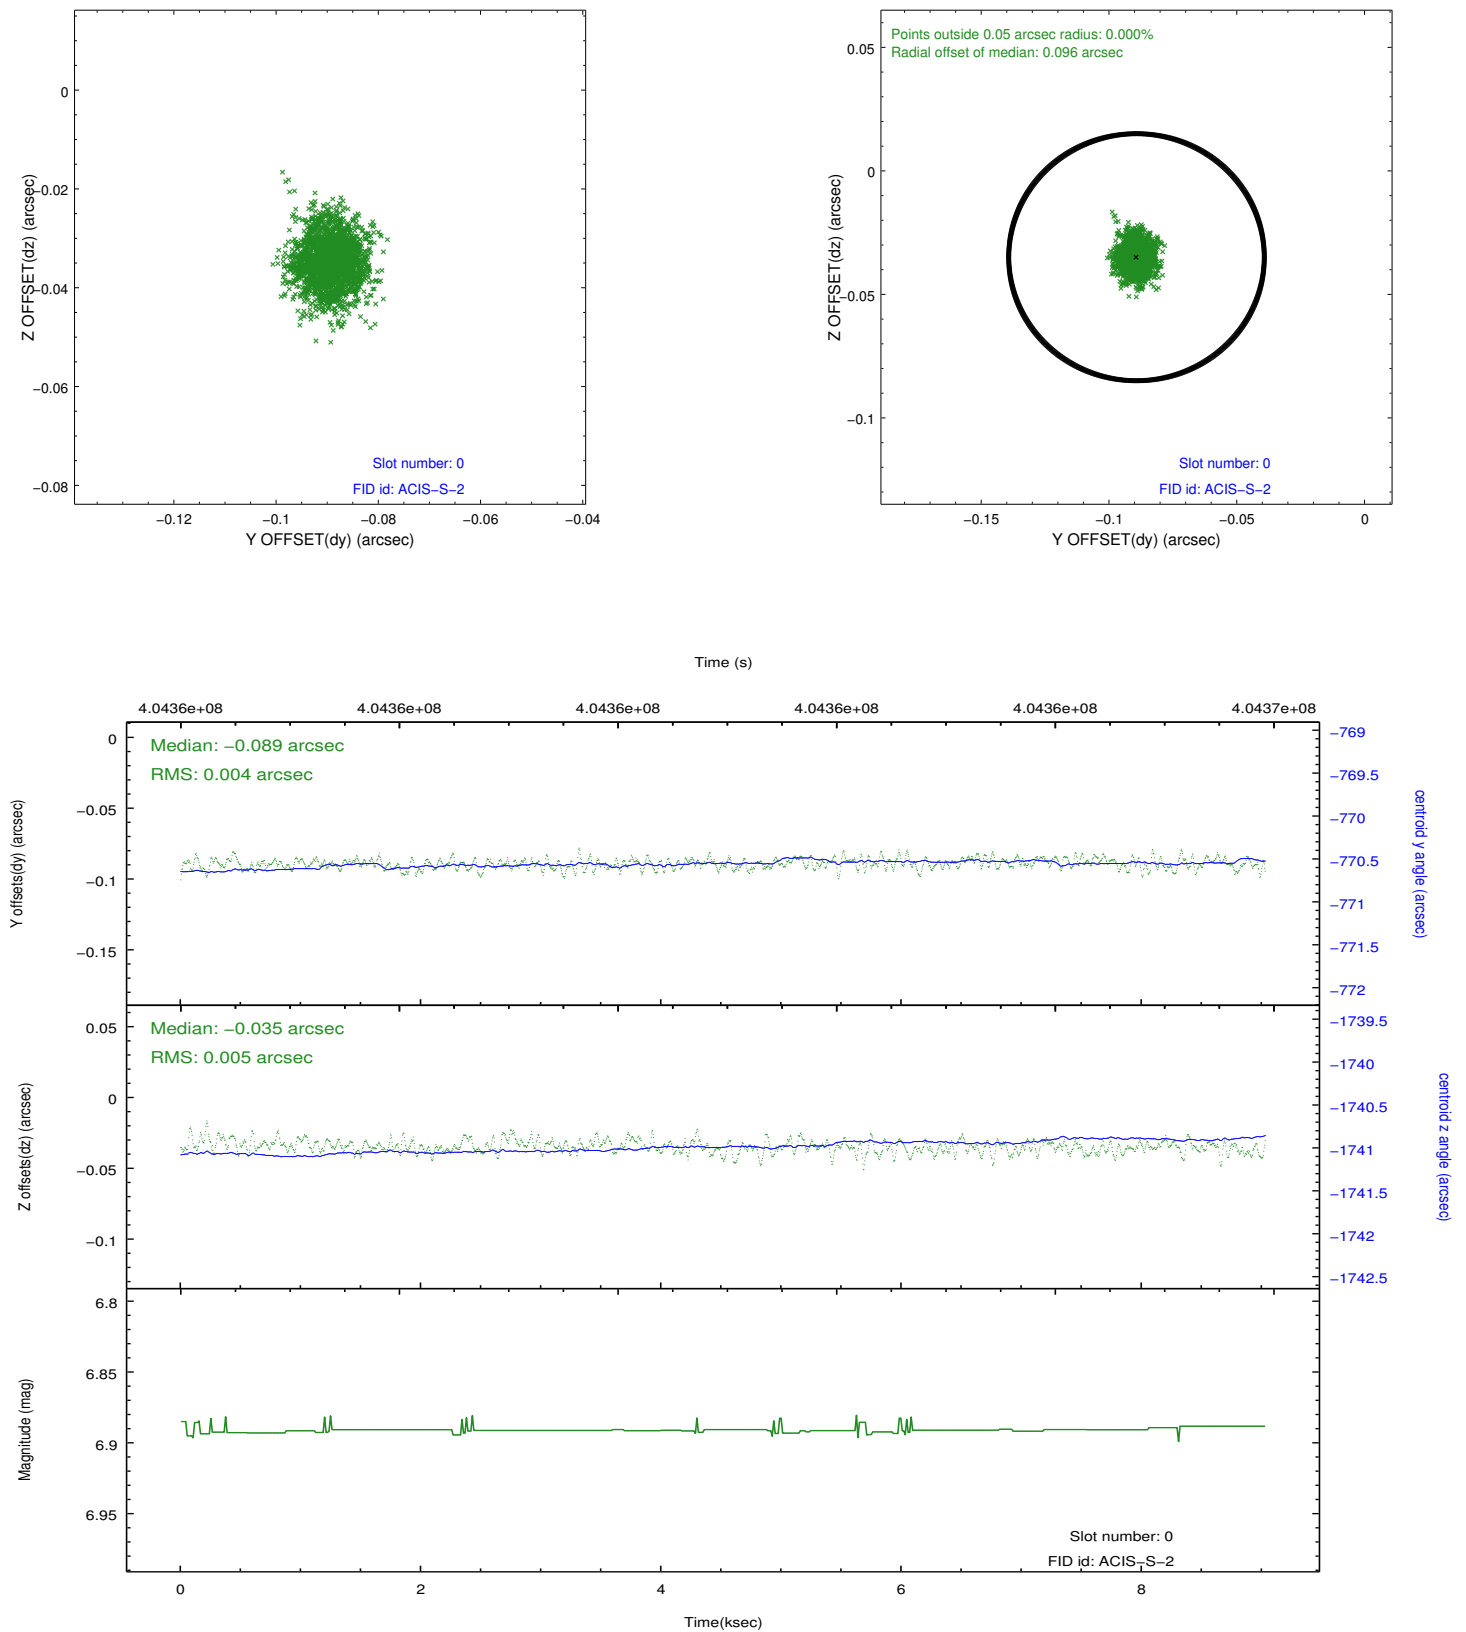 0
−0.02
−0.04
−0.06
−0.08
Z OFFSET(dz) (arcsec)
Slot number: 0
FID id: ACIS−S−2
−0.12
−0.1
−0.08
−0.06
−0.04
Y OFFSET(dy) (arcsec)
Points outside 0.05 arcsec radius: 0.000%
Radial offset of median: 0.096 arcsec
0.05
0
−0.05
−0.1
Z OFFSET(dz) (arcsec)
Slot number: 0
FID id: ACIS−S−2
−0.15
−0.1
−0.05
0
Y OFFSET(dy) (arcsec)
Time (s)
4.0436e+08
4.0436e+08
4.0436e+08
4.0436e+08
4.0436e+08
4.0437e+08
Median: −0.089 arcsec
RMS: 0.004 arcsec
0
−0.05
−0.1
−0.15
Y offsets(dy) (arcsec)
−769
−769.5
−770
−770.5
−771
−771.5
−772
centroid y angle (arcsec)
Median: −0.035 arcsec
RMS: 0.005 arcsec
0.05
0
−0.05
−0.1
Z offsets(dz) (arcsec)
−1739.5
−1740
−1740.5
−1741
−1741.5
−1742
−1742.5
centroid z angle (arcsec)
6.8
6.85
6.9
6.95
Magnitude (mag)
Slot number: 0
FID id: ACIS−S−2
0
2
4
6
8
Time(ksec)